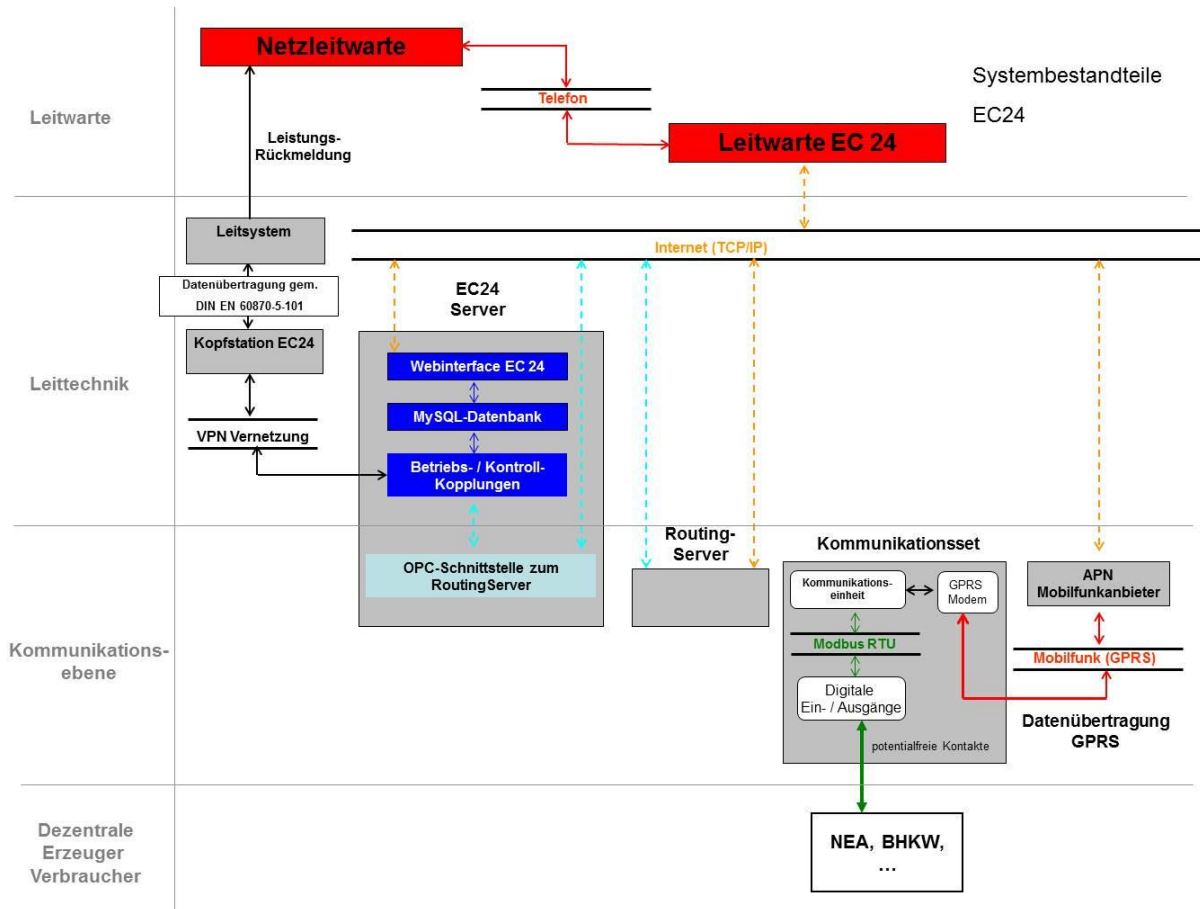 Netzleitwarte
Telefon
Systembestandteile
EC24
Leitwarte
Leistungs-
Rückmeldung
Leitwarte EC 24
Leitsystem
Internet (TCP/IP)
Datenübertragung gem.
DIN EN 60870-5-101
EC24
Server
Kopfstation EC24
Webinterface EC 24
Leittechnik
MySQL-Datenbank
VPN Vernetzung
Betriebs- / Kontroll-
Kopplungen
Routing-
Server
Kommunikationsset
OPC-Schnittstelle zum
RoutingServer
Kommunikations-
einheit
GPRS
Modem
APN
Mobilfunkanbieter
Kommunikations-
ebene
Modbus RTU
Mobilfunk (GPRS)
Digitale
Ein- / Ausgänge
Datenübertragung
GPRS
potentialfreie Kontakte
Dezentrale
Erzeuger
Verbraucher
NEA, BHKW,
...